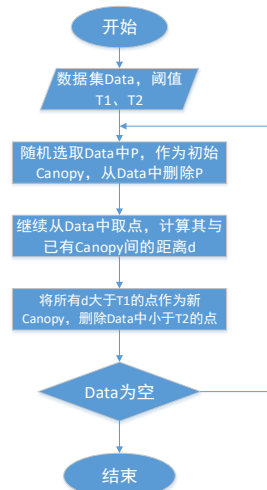 开始
数据集Data，阈值
T1、T2
随机选取Data中P，作为初始
Canopy，从Data中删除P
继续从Data中取点，计算其与
已有Canopy间的距离d
将所有d大于T1的点作为新
Canopy，删除Data中小于T2的点
Data为空
结束